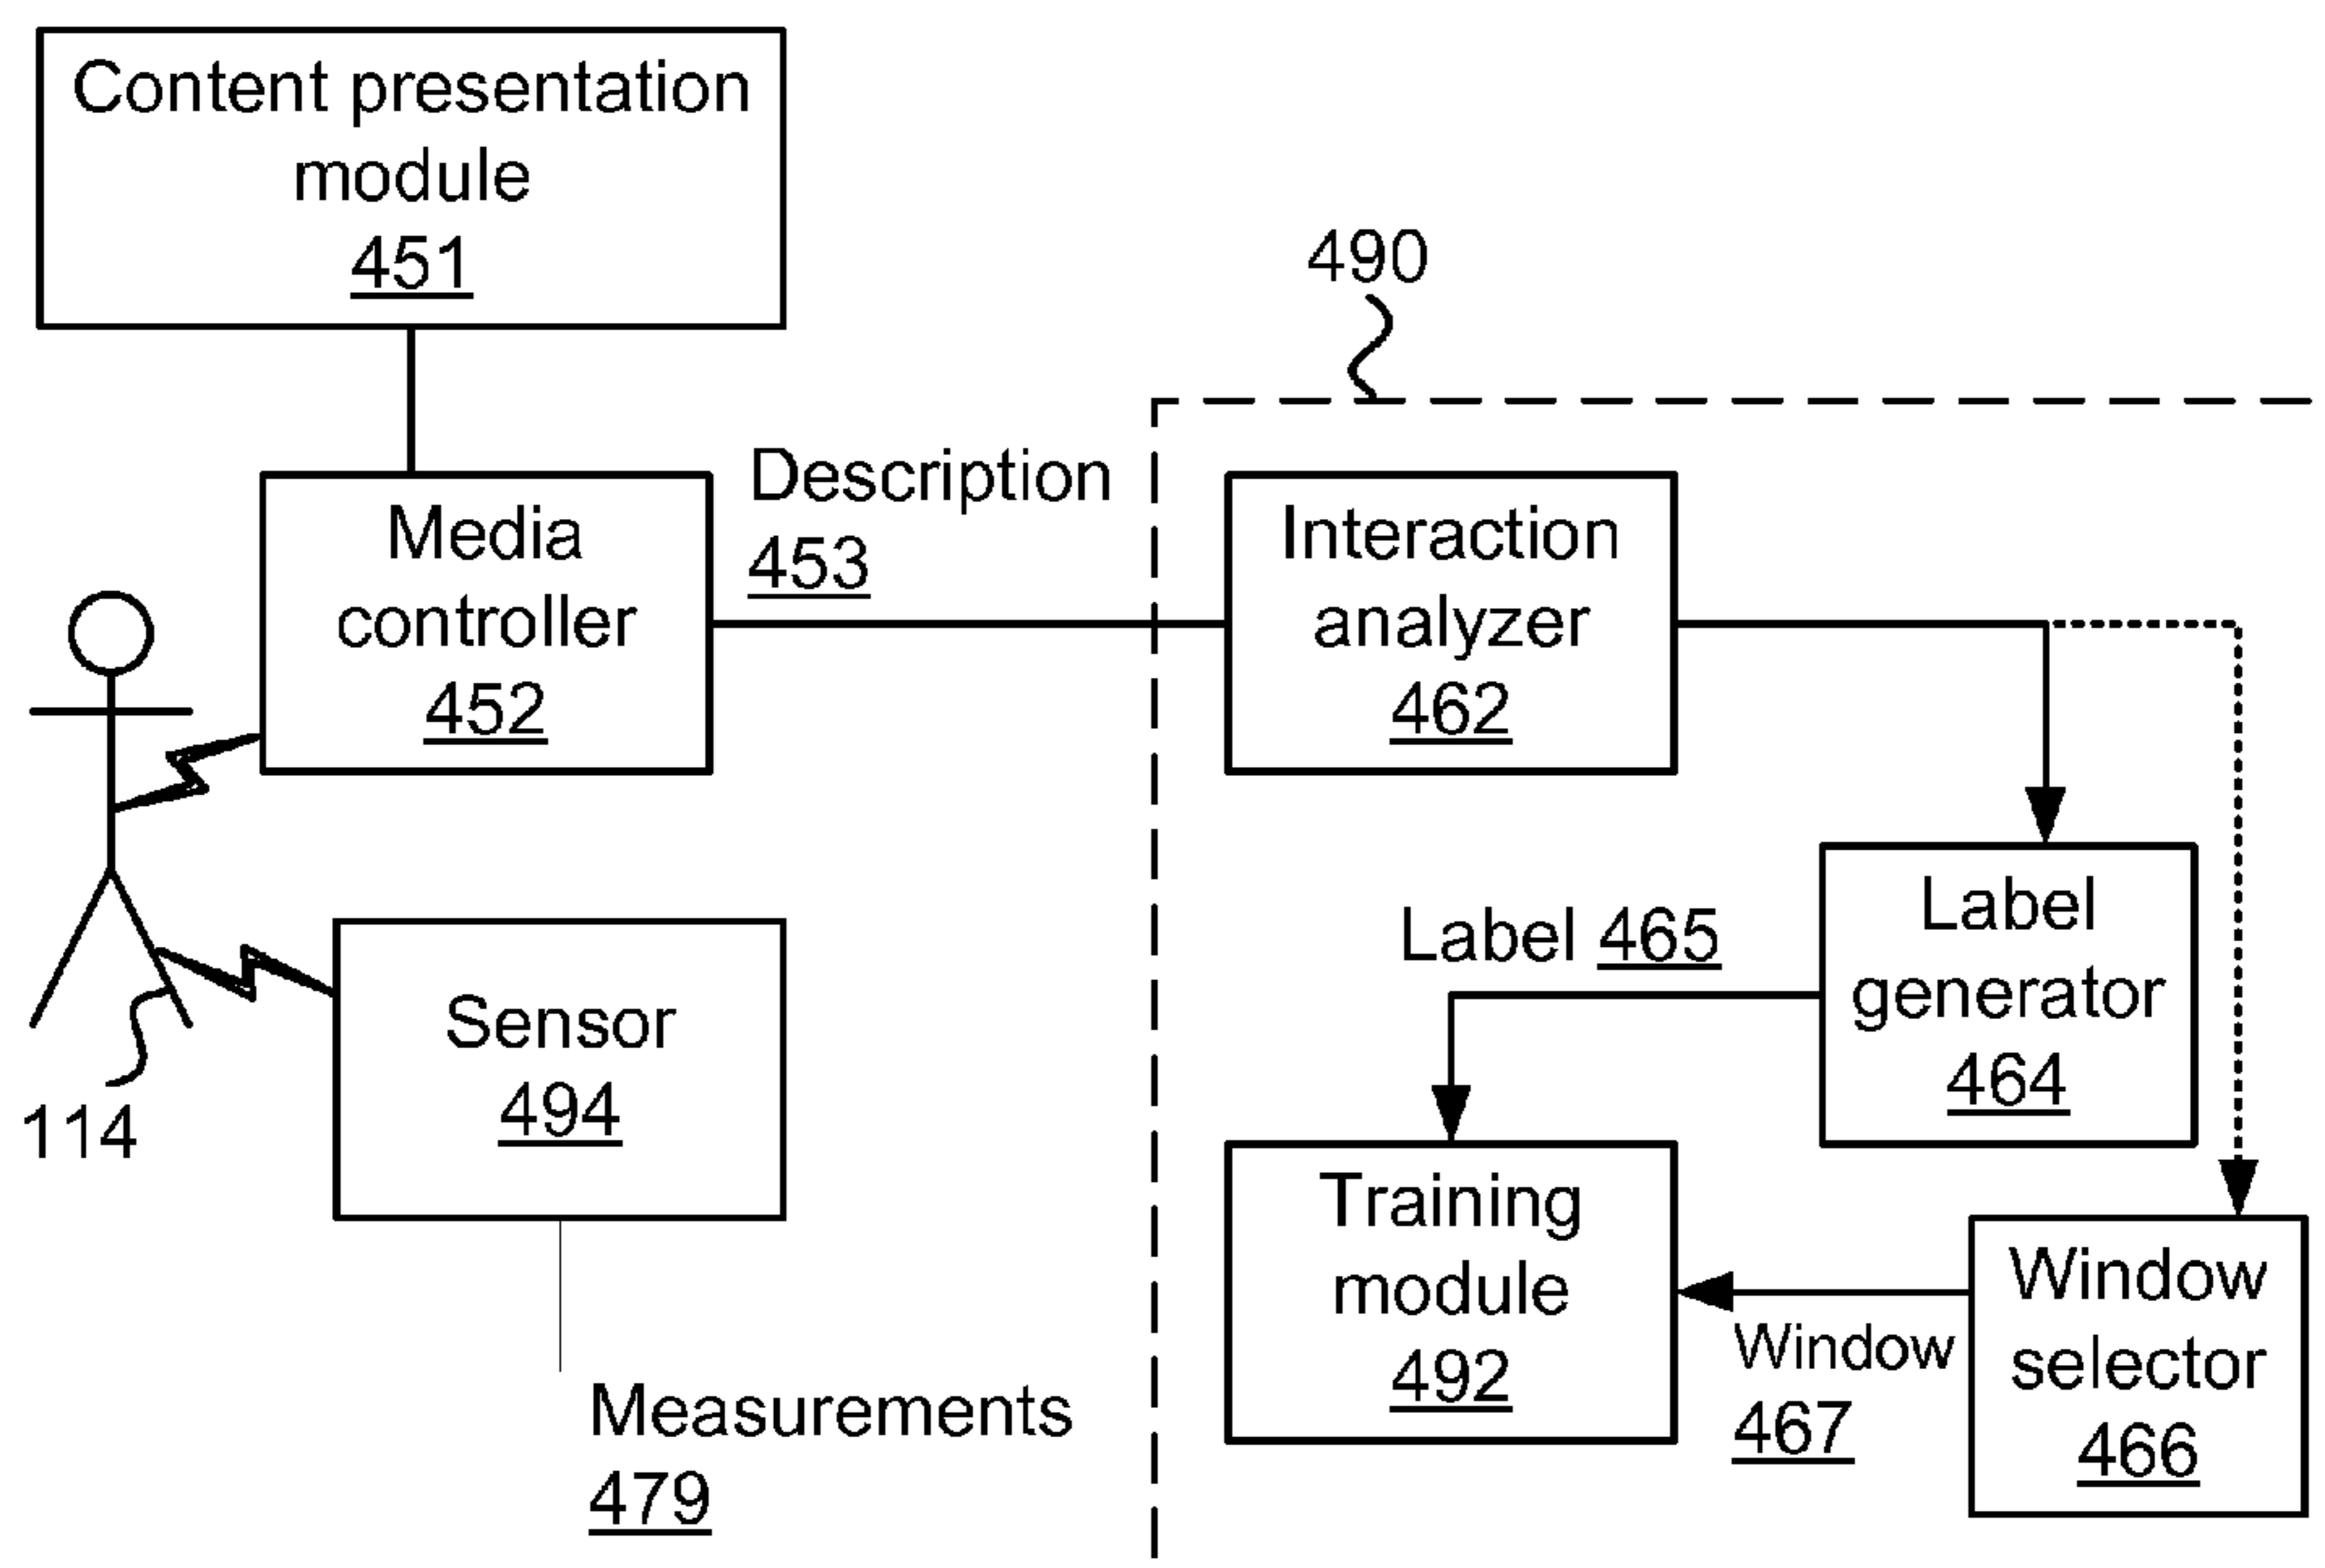 Content presentation
module
451
490
Description
453
Media
controller
452
Interaction
analyzer
462
Label
generator
464
Label 465
Sensor
494
114
Training
module
492
Window
467
Window
selector
466
Measurements
479